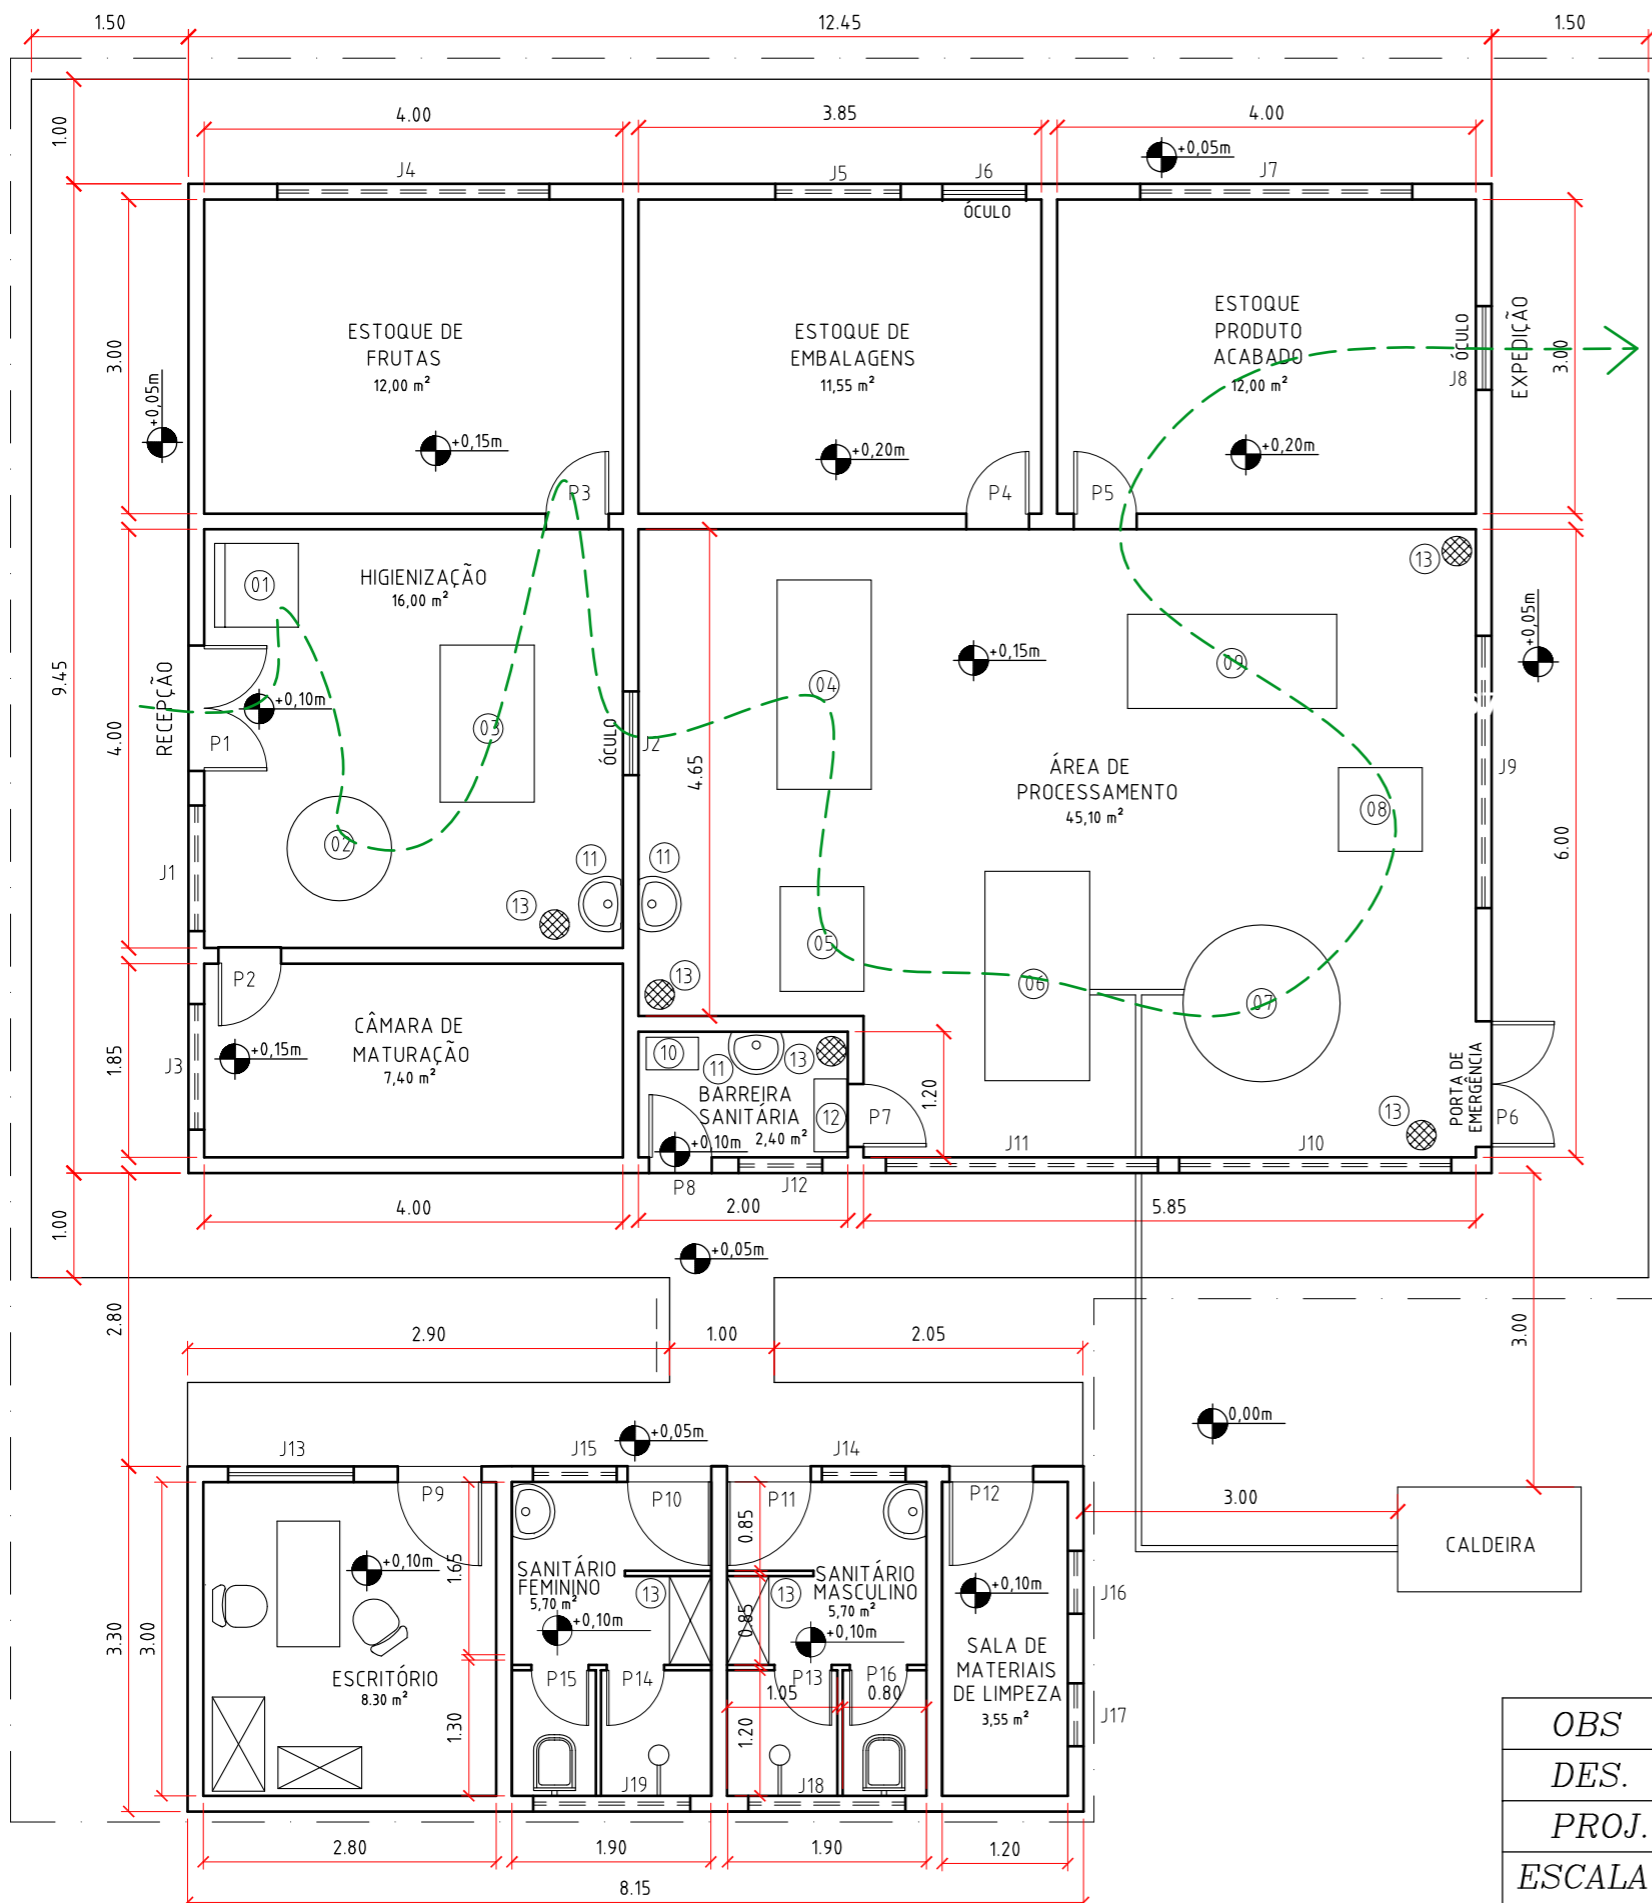 1.50
12.45
1.50
1.00
4.00
3.85
4.00
+0,05m
J4
J5
J6
J7
ÓCULO
3.00
ESTOQUE DE
FRUTAS
12,00 m²
ESTOQUE DE
EMBALAGENS
11,55 m²
ESTOQUE
PRODUTO
ACABADO
12,00 m²
ÓCULO
J8
EXPEDIÇÃO
3.00
+0,05m
+0,15m
+0,20m
+0,20m
P3
P4
P5
01
HIGIENIZAÇÃO
16,00 m²
13
9.45
4.00
RECEPÇÃO
+0,10m
P1
03
ÓCULO
J2
04
4.65
+0,15m
09
+0,05m
ÁREA DE
PROCESSAMENTO
45,10 m²
J9
08
6.00
02
J1
11
11
13
05
06
07
13
P2
1.85
J3
CÂMARA DE
MATURAÇÃO
7,40 m²
+0,15m
10
11
13
BARREIRA
SANITÁRIA
2,40 m²
12
+0,10m
P7
1.20
13
PORTA DE
EMERGÊNCIA
P6
J11
J10
P8
J12
4.00
2.00
5.85
1.00
+0,05m
2.80
2.90
1.00
2.05
3.00
0,00m
J13
J15
+0,05m
J14
P9
P10
P11
P12
3.00
CALDEIRA
1.65
+0,10m
0.85
SANITÁRIO
FEMININO
5,70 m²
13
13
SANITÁRIO
MASCULINO
5,70 m²
+0,10m
J16
0.85
+0,10m
+0,10m
3.30
3.00
ESCRITÓRIO
8.30 m²
P15
P14
P13
P16
1.05
0.80
SALA DE
MATERIAIS
DE LIMPEZA
3,55 m²
J17
1.30
1.20
J19
J18
2.80
1.90
1.90
1.20
8.15
OBS
DES.
PROJ.
ESCALA